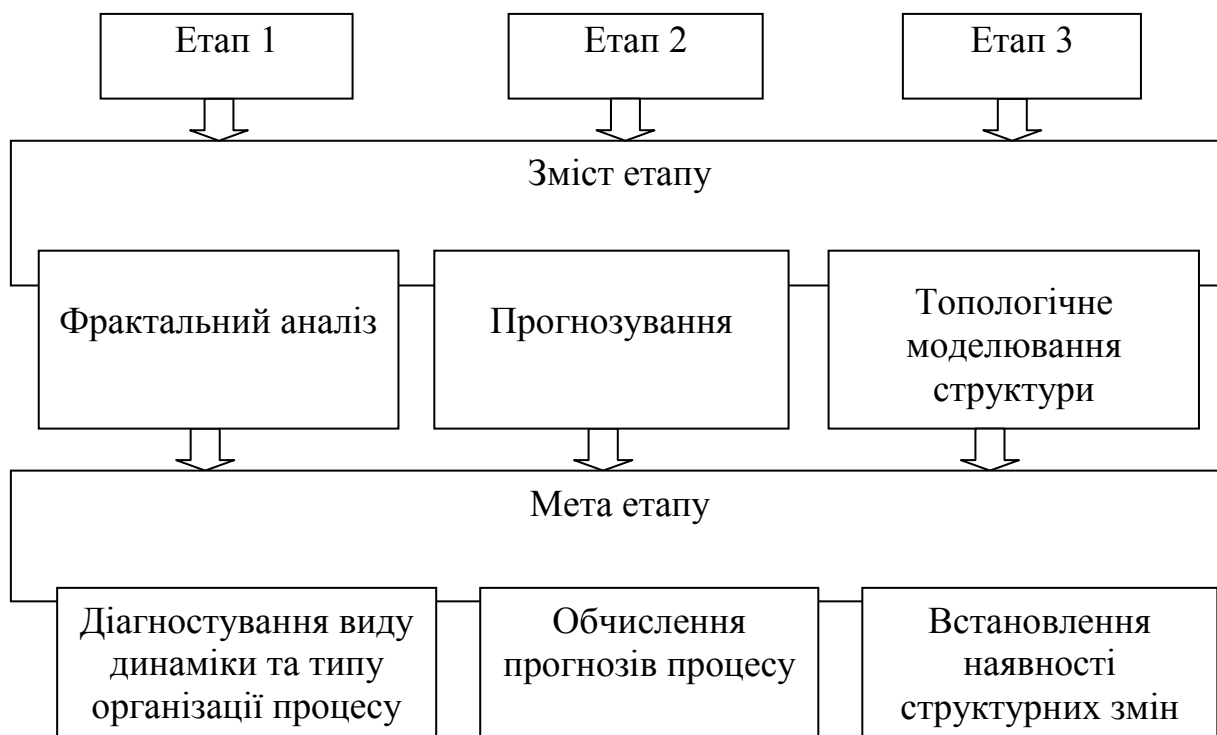 Етап 1
Етап 2
Етап 3
Зміст етапу
Фрактальний аналіз
Прогнозування
Топологічне
моделювання
структури
Мета етапу
Діагностування виду
динаміки та типу
організації процесу
Обчислення
прогнозів процесу
Встановлення
наявності
структурних змін